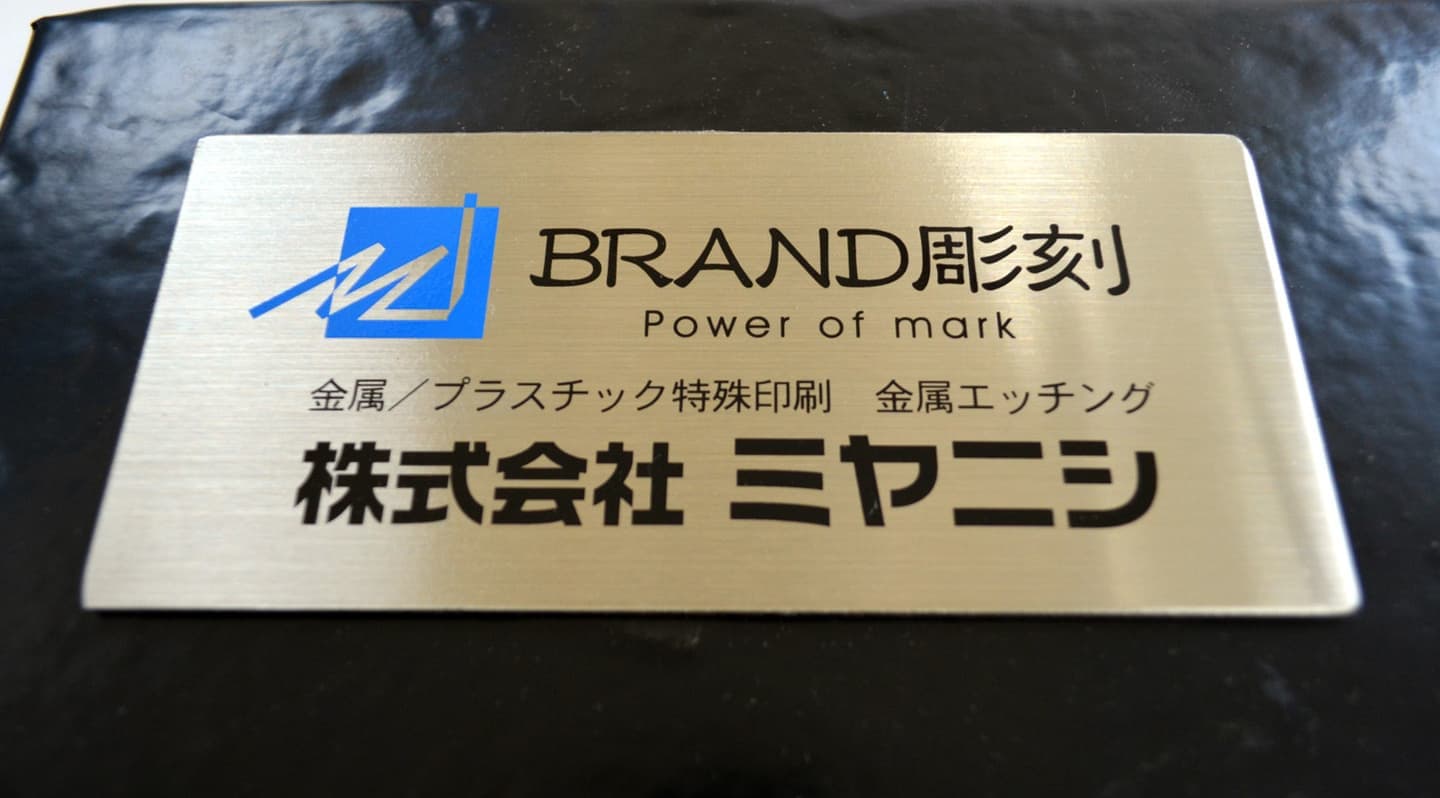 BRAND彫刻
Power of mark
金属／プラスチック特殊印刷　金属エッチング
株式会社 ミヤニシ